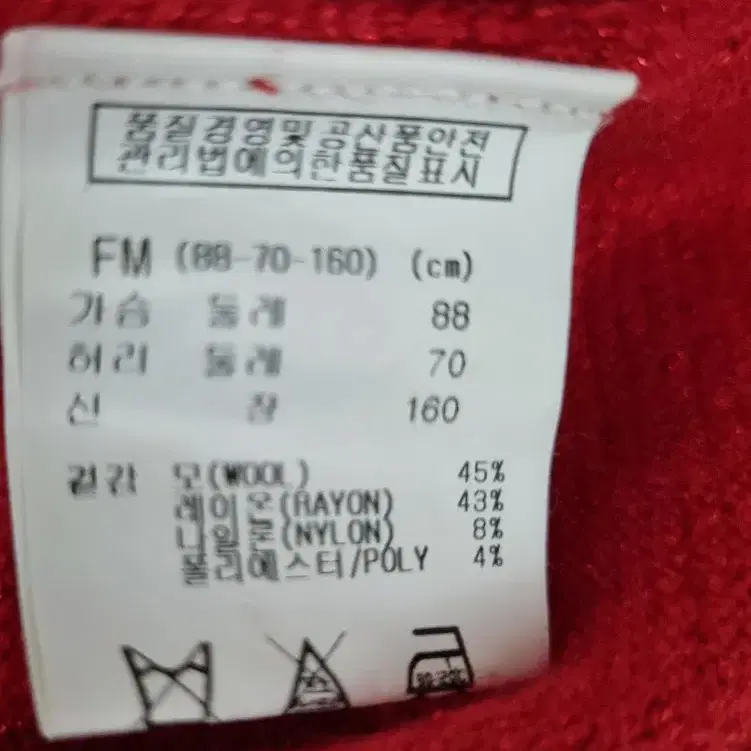 품질경영및공산품안전
관리법에의한품질표시
FM (88-70-160) (cm)
가슴 둘레 88
허리 둘레 70
신 장 160
겉감 모(WOOL) 45%
레이온(RAYON) 43%
나일론(NYLON) 8%
폴리에스터/POLY 4%